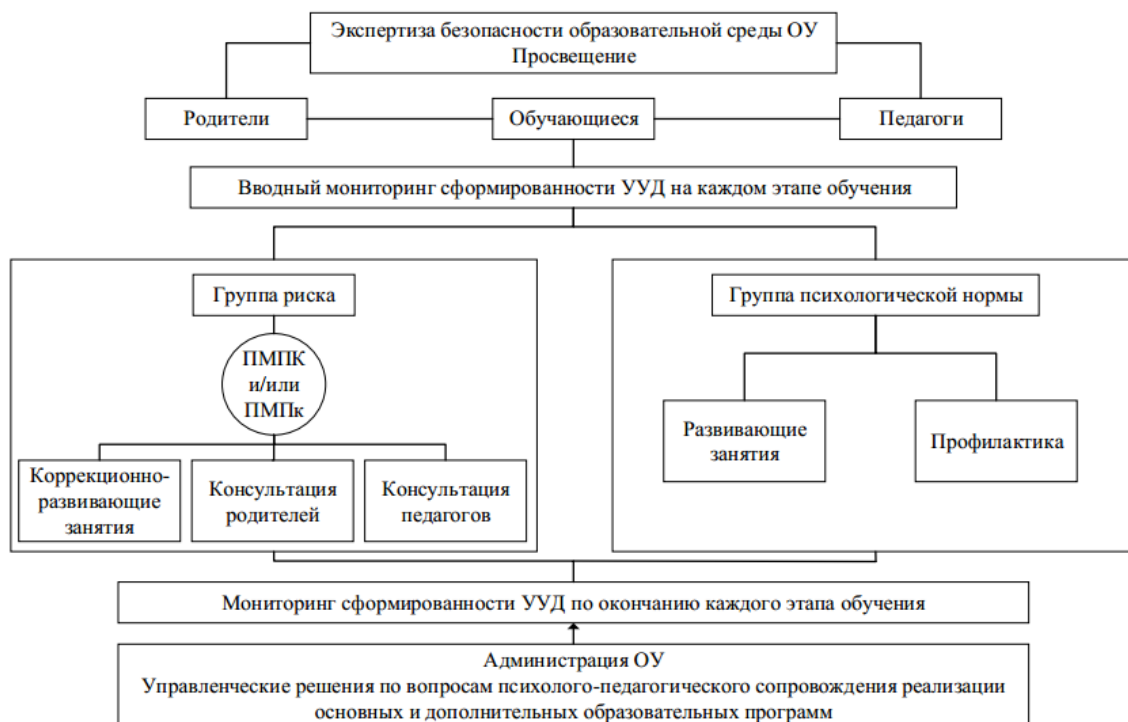 Экспертиза безопасности образовательной среды ОУ
Просвещение
Родители
Обучающиеся
Педагоги
Вводный мониторинг сформированности УУД на каждом этапе обучения
Группа риска
Группа психологической нормы
ПМПК
и/или
ПМПк
Развивающие
занятия
Профилактика
Коррекционно-
развивающие
занятия
Консультация
родителей
Консультация
педагогов
Мониторинг сформированности УУД по окончанию каждого этапа обучения
Администрация ОУ
Управленческие решения по вопросам психолого-педагогического сопровождения реализации
основных и дополнительных образовательных программ